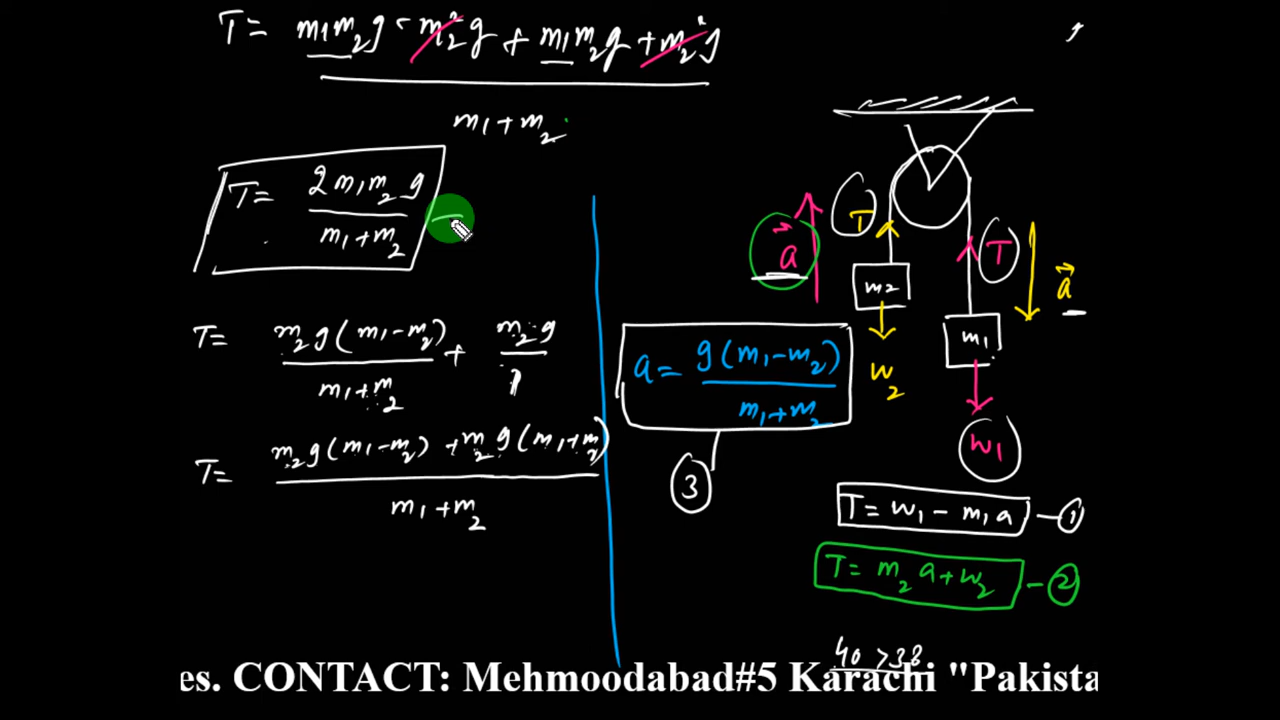 T = m₁m₂g - m₂²g + m₁m₂g + m₂²g
m₁ + m₂
T = 2m₁m₂g
m₁ + m₂
T = m₂g(m₁ - m₂) + m₂g
m₁ + m₂ 1
T = m₂g(m₁ - m₂) + m₂g(m₁ + m₂)
m₁ + m₂
a = g(m₁ - m₂)
m₁ + m₂
3
T
T
a
a
m2
m₁
w₂
w₁
T = w₁ - m₁a — 1
T = m₂a + w₂ — 2
40 > 38
es. CONTACT: Mehmoodabad#5 Karachi "Pakista